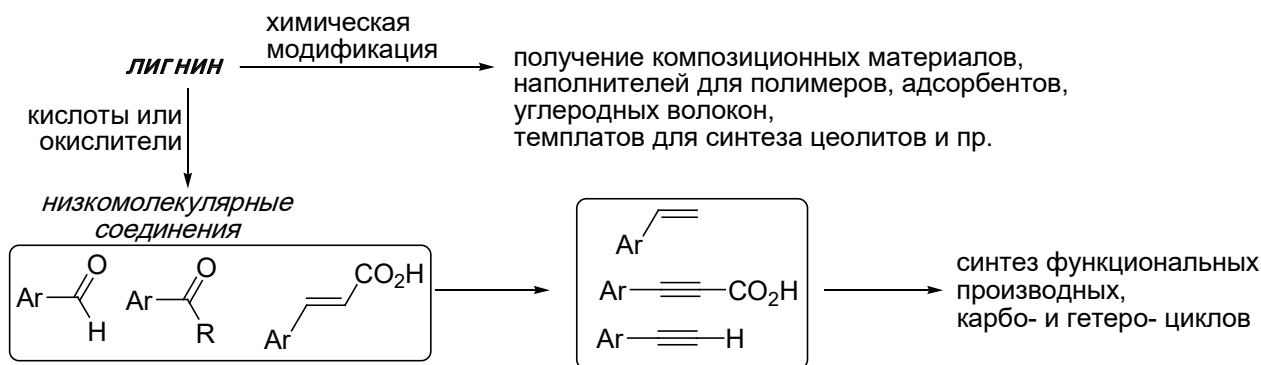 химическая
модификация
ЛИГНИН
получение композиционных материалов,
наполнителей для полимеров, адсорбентов,
углеродных волокон,
темплатов для синтеза цеолитов и пр.
кислоты или
окислители
низкомолекулярные
соединения
Ar O H
Ar O R
Ar CO2H
Ar
Ar CO2H
Ar H
синтез функциональных
производных,
карбо- и гетеро- циклов